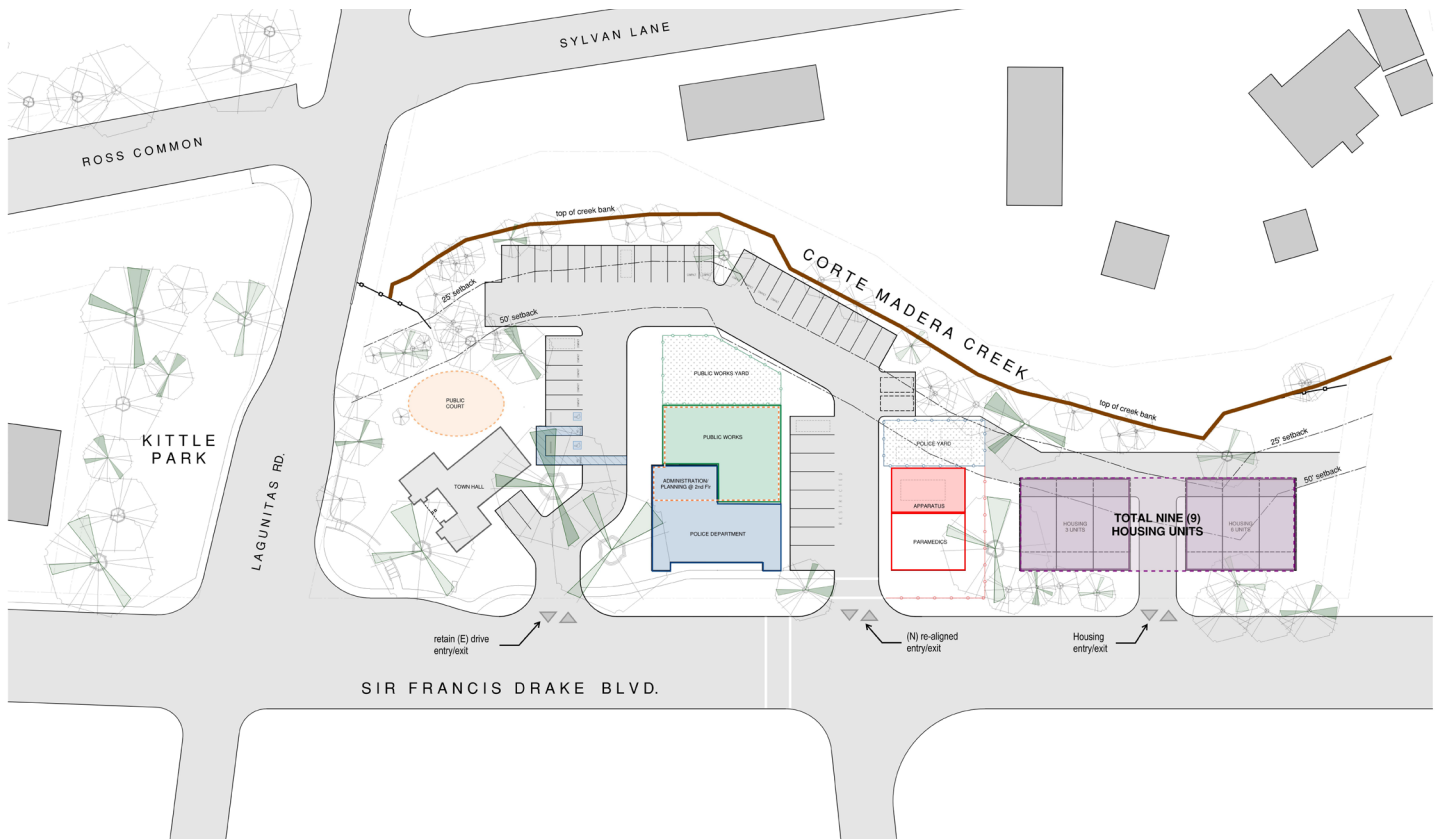 SYLVAN LANE
ROSS COMMON
top of creek bank
CORTE MADERA CREEK
25' setback
50' setback
PUBLIC WORKS YARD
PUBLIC
COURT
KITTLE
PARK
LAGUNITAS RD.
PUBLIC WORKS
top of creek bank
25' setback
50' setback
POLICE YARD
TOWN HALL
ADMINISTRATION/
PLANNING @ 2nd Flr
APPARATUS
POLICE DEPARTMENT
PARAMEDICS
HOUSING
3 UNITS
TOTAL NINE (9)
HOUSING UNITS
HOUSING
6 UNITS
retain (E) drive
entry/exit
(N) re-aligned
entry/exit
Housing
entry/exit
SIR FRANCIS DRAKE BLVD.